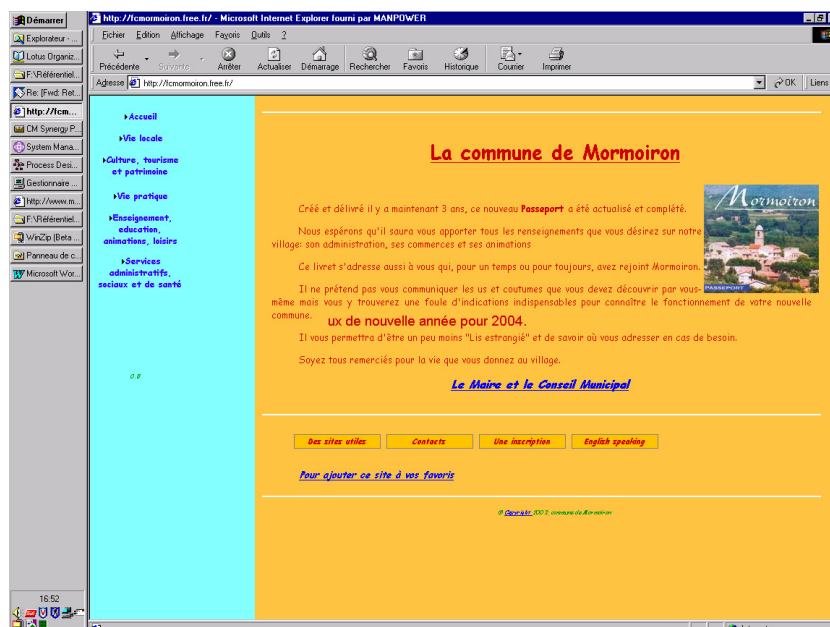 Démarrer
Explorateur - ...
Lotus Organiz...
F:\Référentiel...
Re: [Fwd: Ret...
http://fcm...
CM Synergy P...
System Mana...
Process Desi...
Gestionnaire ...
http://www.m...
F:\Référentiel...
WinZip (Beta ...
Panneau de c...
Microsoft Wor...
16:52
http://fcmormoiron.free.fr/ - Microsoft Internet Explorer fourni par MANPOWER
Fichier Edition Affichage Favoris Outils ?
Précédente Suivante Arrêter Actualiser Démarrage Rechercher Favoris Historique Courrier Imprimer
Adresse http://fcmormoiron.free.fr/ OK Liens
Accueil
Vie locale
Culture, tourisme
et patrimoine
Vie pratique
Enseignement,
education,
animations, loisirs
Services
administratifs,
sociaux et de santé
La commune de Mormoiron
Mormoiron
PASSEPORT
Créé et délivré il y a maintenant 3 ans, ce nouveau Passeport a été actualisé et complété.
Nous espérons qu'il saura vous apporter tous les renseignements que vous désirez sur notre
village: son administration, ses commerces et ses animations
Ce livret s'adresse aussi à vous qui, pour un temps ou pour toujours, avez rejoint Mormoiron.
Il ne prétend pas vous communiquer les us et coutumes que vous devez découvrir par vous-
même mais vous y trouverez une foule d'indications indispensables pour connaître le fonctionnement de votre nouvelle
commune.
ux de nouvelle année pour 2004.
Il vous permettra d'être un peu moins "Lis estrangié" et de savoir où vous adresser en cas de besoin.
Soyez tous remerciés pour la vie que vous donnez au village.
Le Maire et le Conseil Municipal
Des sites utiles Contacts Une inscription English speaking
Pour ajouter ce site à vos favoris
© Copyright 2003, commune de Mormoiron